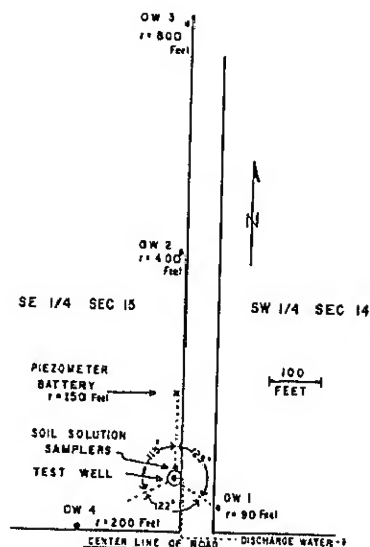 OW 3
r = 800
Feet
OW 2
r = 400
Feet
N
SE 1/4 SEC 15
SW 1/4 SEC 14
PIEZOMETER
BATTERY
r = 150 Feet
100
FEET
SOIL SOLUTION
SAMPLERS
TEST WELL
122°
OW 1
r = 90 Feet
OW 4
r = 200 Feet
CENTER LINE OF ROAD
DISCHARGE WATER